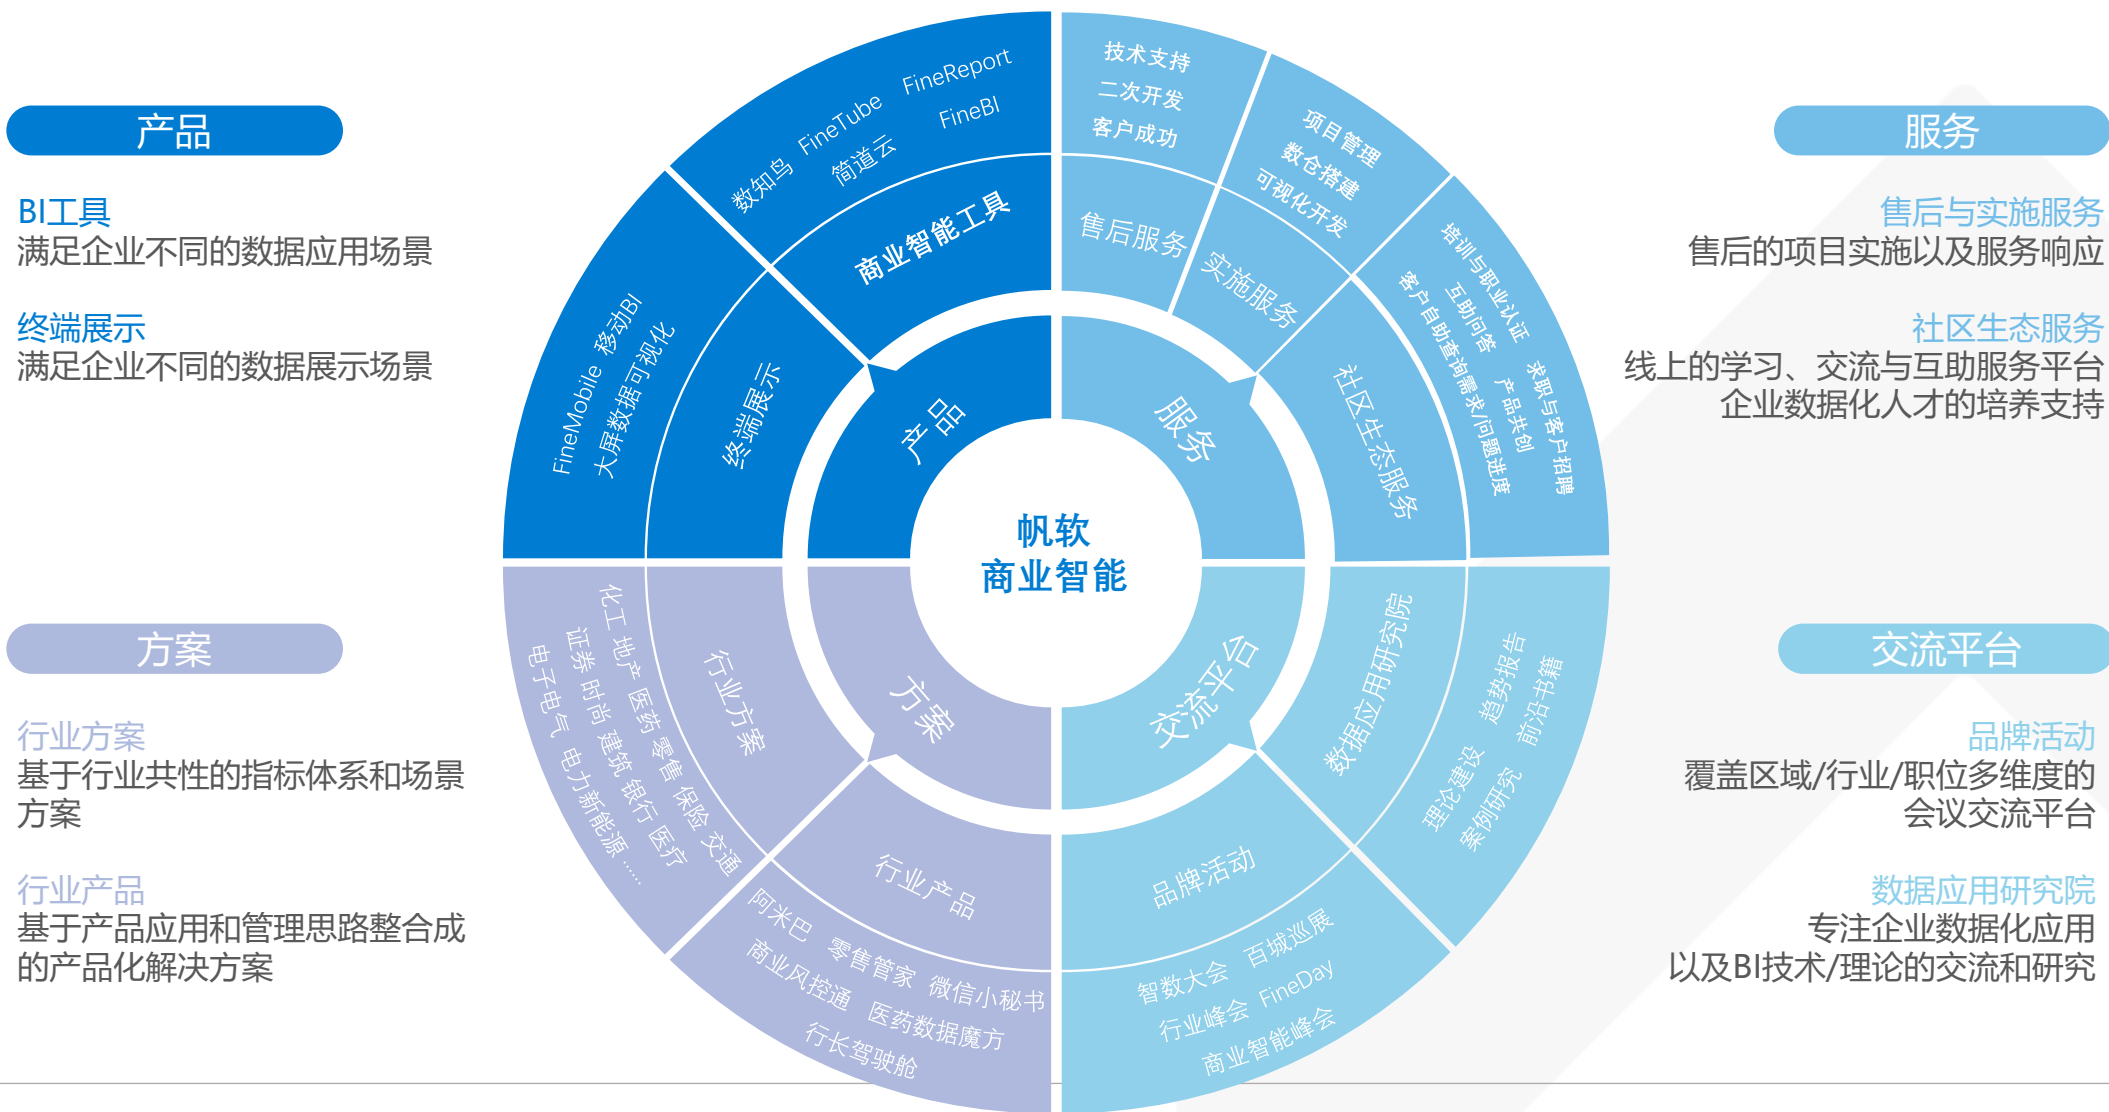 产品
BI工具
满足企业不同的数据应用场景
终端展示
满足企业不同的数据展示场景
方案
行业方案
基于行业共性的指标体系和场景
方案
行业产品
基于产品应用和管理思路整合成
的产品化解决方案
帆软
商业智能
产品
商业智能工具
数知鸟 FineTube FineReport
简道云 FineBI
终端展示
FineMobile 移动BI
大屏数据可视化
服务
售后服务
技术支持
二次开发
客户成功
实施服务
项目管理
数仓搭建
可视化开发
社区生态服务
培训与职业认证 求职与客户招聘
互助问答 产品共创
客户自助查询需求/问题进度
方案
行业方案
化工 地产 医药 零售 保险 交通
证券 时尚 建筑 银行 医疗
电子电气 电力新能源 ......
行业产品
阿米巴 零售管家 微信小秘书
商业风控通 医药数据魔方
行长驾驶舱
交流平台
数据应用研究院
理论建设 趋势报告
案例研究 前沿书籍
品牌活动
智数大会 百城巡展
行业峰会 FineDay
商业智能峰会
服务
售后与实施服务
售后的项目实施以及服务响应
社区生态服务
线上的学习、交流与互助服务平台
企业数据化人才的培养支持
交流平台
品牌活动
覆盖区域/行业/职位多维度的
会议交流平台
数据应用研究院
专注企业数据化应用
以及BI技术/理论的交流和研究